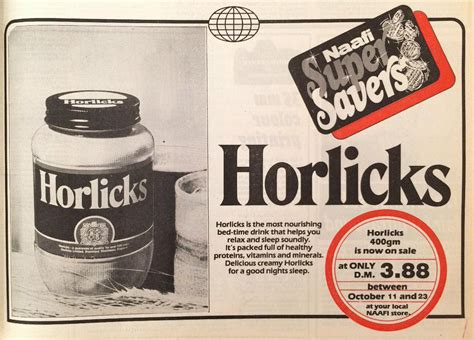 Naafi
Super
Savers
Horlicks
Horlicks
Horlicks
Horlicks is the most nourishing
bed-time drink that helps you
relax and sleep soundly.
It's packed full of healthy
proteins, vitamins and minerals.
Delicious creamy Horlicks
for a good nights sleep.
Horlicks
400gm
is now on sale
at ONLY
D.M. 3.88
between
October 11 and 23
at your local
NAAFI store.